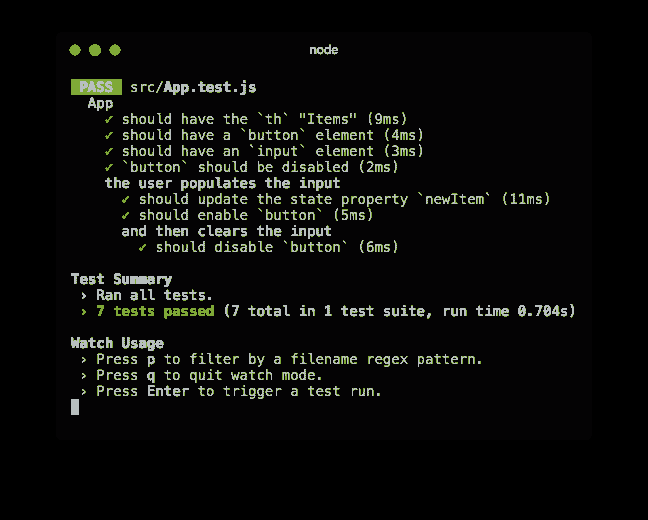 node
PASS src/App.test.js
App
✓ should have the `th` "Items" (9ms)
✓ should have a `button` element (4ms)
✓ should have an `input` element (3ms)
✓ `button` should be disabled (2ms)
the user populates the input
✓ should update the state property `newItem` (11ms)
✓ should enable `button` (5ms)
and then clears the input
✓ should disable `button` (6ms)
Test Summary
› Ran all tests.
› 7 tests passed (7 total in 1 test suite, run time 0.704s)
Watch Usage
› Press p to filter by a filename regex pattern.
› Press q to quit watch mode.
› Press Enter to trigger a test run.